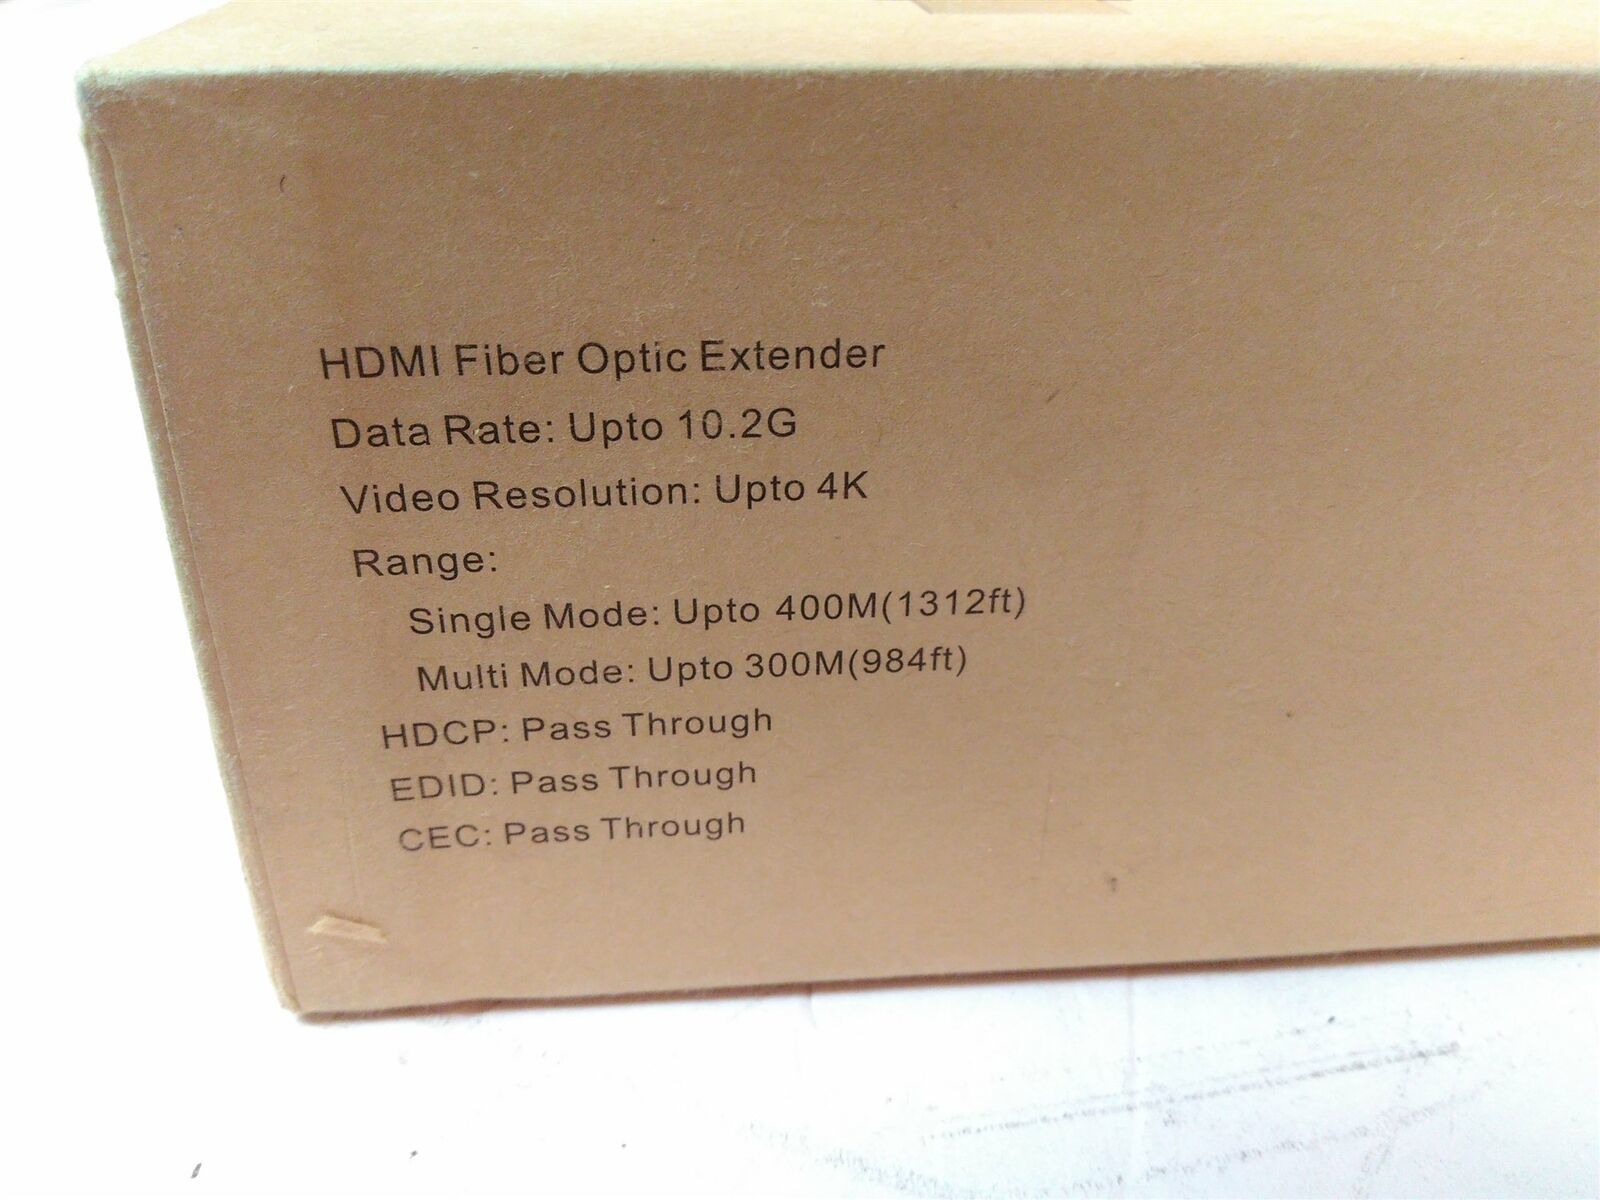 HDMI Fiber Optic Extender
Data Rate: Upto 10.2G
Video Resolution: Upto 4K
Range:
Single Mode: Upto 400M(1312ft)
Multi Mode: Upto 300M(984ft)
HDCP: Pass Through
EDID: Pass Through
CEC: Pass Through